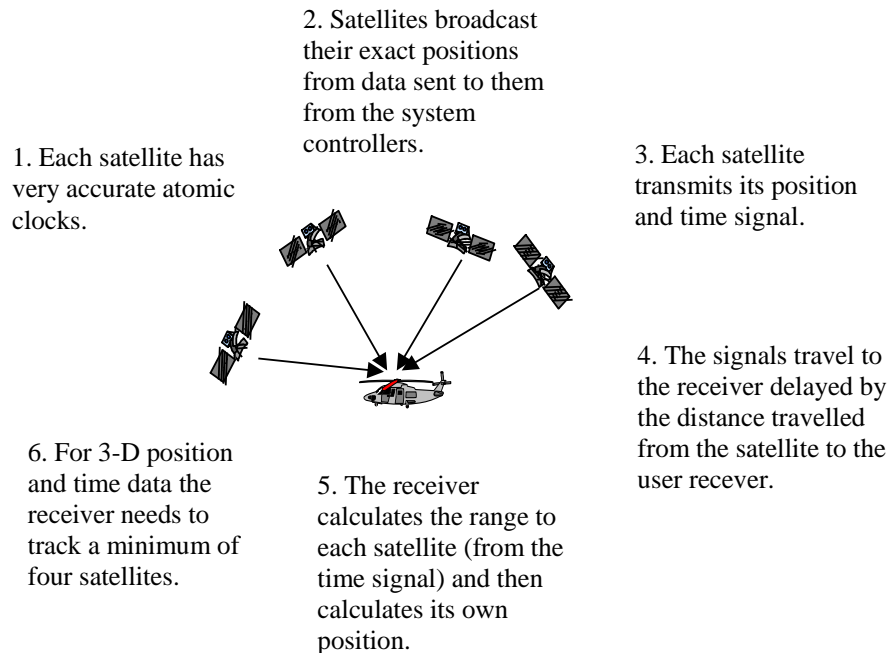 1. Each satellite has
very accurate atomic
clocks.
2. Satellites broadcast
their exact positions
from data sent to them
from the system
controllers.
3. Each satellite
transmits its position
and time signal.
4. The signals travel to
the receiver delayed by
the distance travelled
from the satellite to the
user recever.
5. The receiver
calculates the range to
each satellite (from the
time signal) and then
calculates its own
position.
6. For 3-D position
and time data the
receiver needs to
track a minimum of
four satellites.